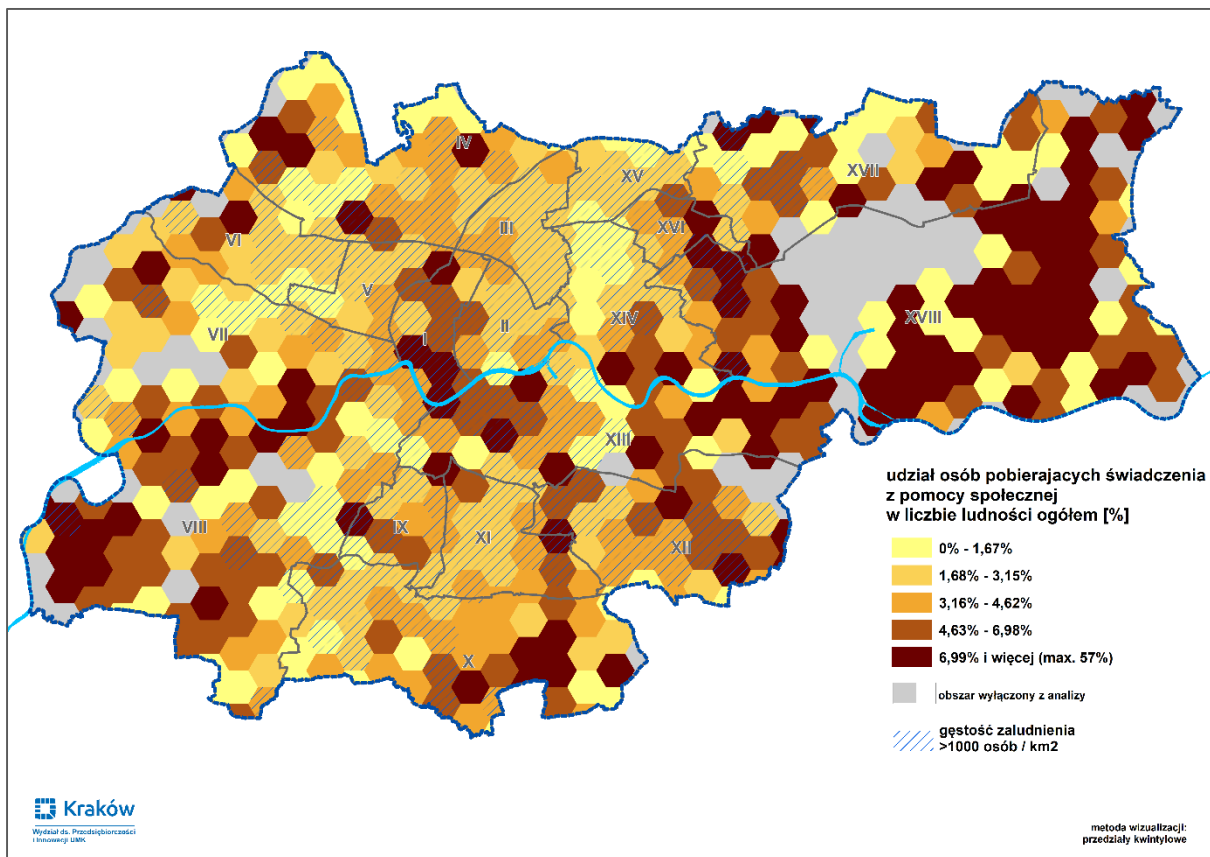 IV
XV
XVII
III
XVI
VI
V
VII
I
II
XIV
XVIII
XIII
VIII
IX
XI
XII
X
udział osób pobierajacych świadczenia
z pomocy społecznej
w liczbie ludności ogółem [%]
0% - 1,67%
1,68% - 3,15%
3,16% - 4,62%
4,63% - 6,98%
6,99% i więcej (max. 57%)
obszar wyłączony z analizy
gęstość zaludnienia
>1000 osób / km2
Kraków
Wydział ds. Przedsiębiorczości
i Innowacji UMK
metoda wizualizacji:
przedziały kwintylowe